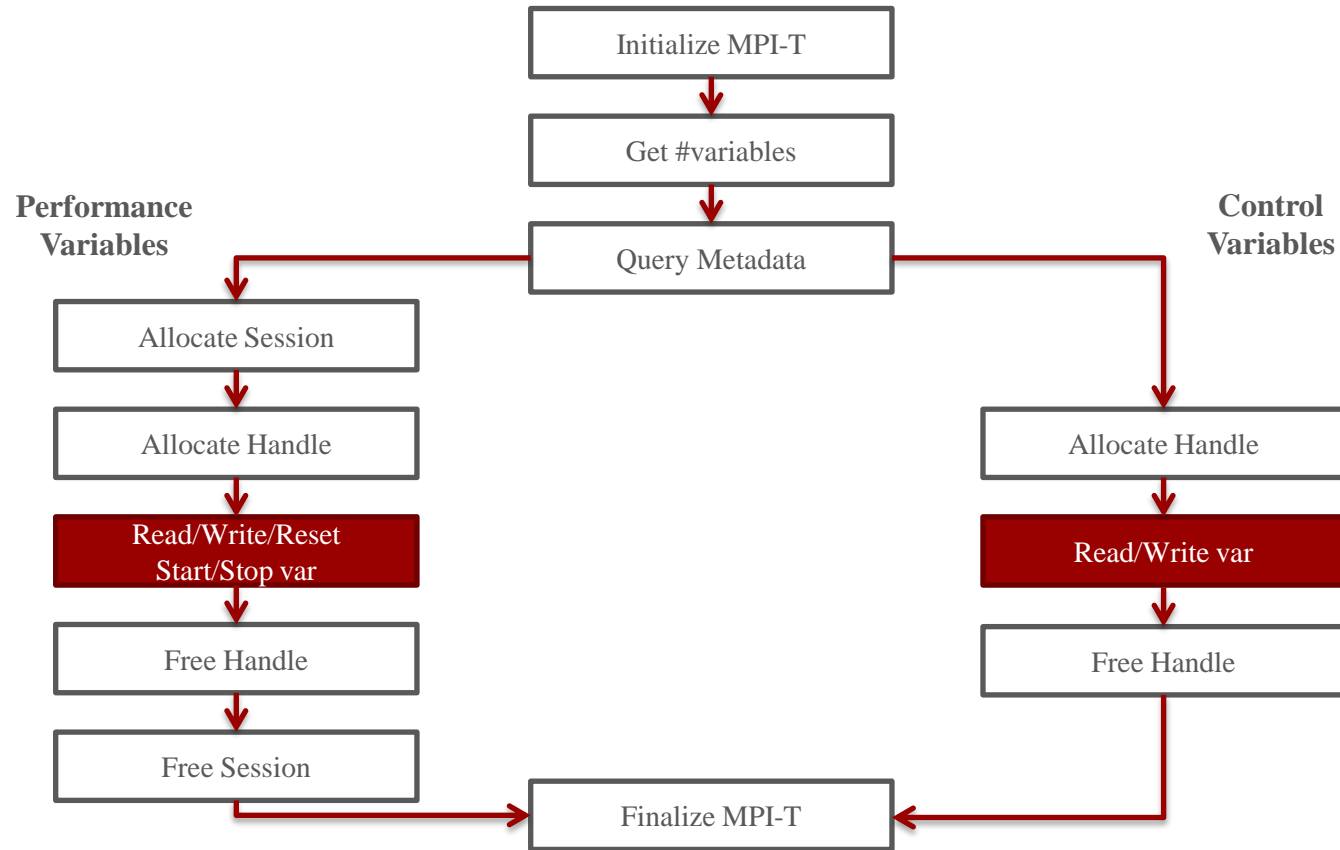 Initialize MPI-T
Get #variables
Performance
Variables
Control
Variables
Query Metadata
Allocate Session
Allocate Handle
Allocate Handle
Read/Write/Reset
Start/Stop var
Read/Write var
Free Handle
Free Handle
Free Session
Finalize MPI-T